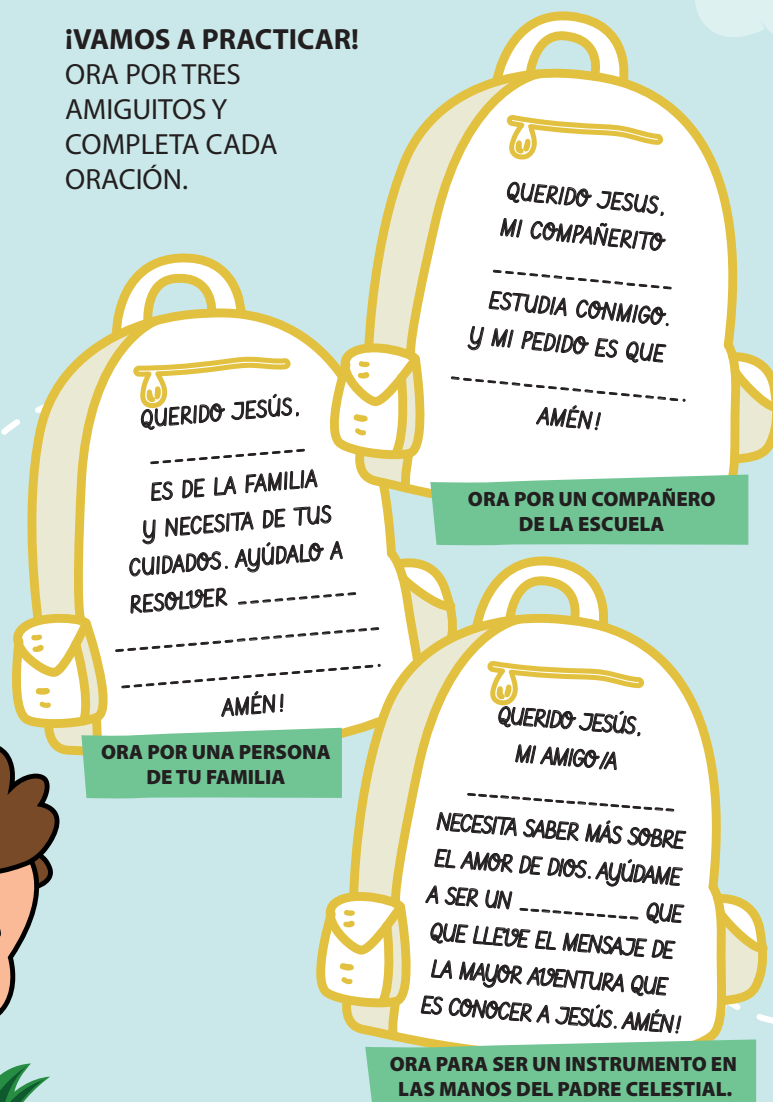 ¡VAMOS A PRACTICAR!
ORA POR TRES
AMIGUITOS Y
COMPLETA CADA
ORACIÓN.
QUERIDO JESUS,
MI COMPAÑERITO
ESTUDIA CONMIGO.
Y MI PEDIDO ES QUE
AMÉN!
ORA POR UN COMPAÑERO
DE LA ESCUELA
QUERIDO JESÚS,
ES DE LA FAMILIA
Y NECESITA DE TUS
CUIDADOS. AYÚDALO A
RESOLVER
AMÉN!
ORA POR UNA PERSONA
DE TU FAMILIA
QUERIDO JESÚS,
MI AMIGO/A
NECESITA SABER MÁS SOBRE
EL AMOR DE DIOS. AYÚDAME
A SER UN ____________ QUE
QUE LLEVE EL MENSAJE DE
LA MAYOR AVENTURA QUE
ES CONOCER A JESÚS. AMÉN!
ORA PARA SER UN INSTRUMENTO EN
LAS MANOS DEL PADRE CELESTIAL.